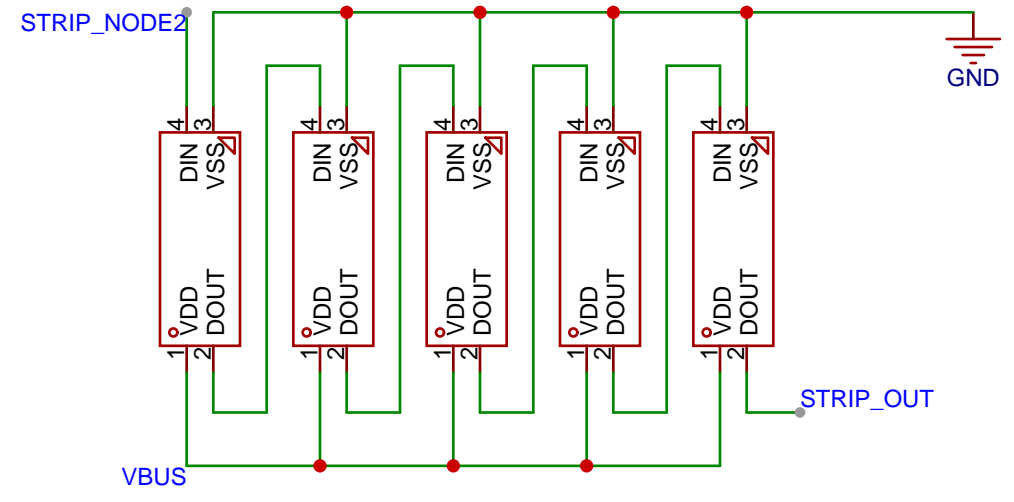 STRIP_NODE2
GND
4 3 4 3 4 3 4 3 4 3
DIN VSS DIN VSS DIN VSS DIN VSS DIN VSS
VDD DOUT VDD DOUT VDD DOUT VDD DOUT VDD DOUT
1 2 1 2 1 2 1 2 1 2
STRIP_OUT
VBUS